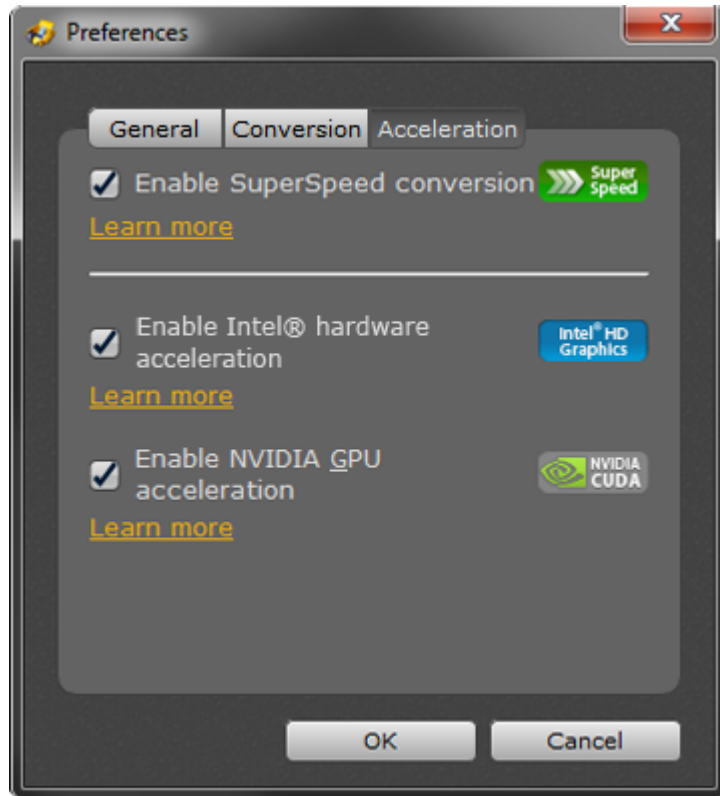 Preferences
General Conversion Acceleration
Enable SuperSpeed conversion
Super
Speed
Learn more
Enable Intel® hardware
acceleration
Intel® HD
Graphics
Learn more
Enable NVIDIA GPU
acceleration
NVIDIA
CUDA
Learn more
OK Cancel